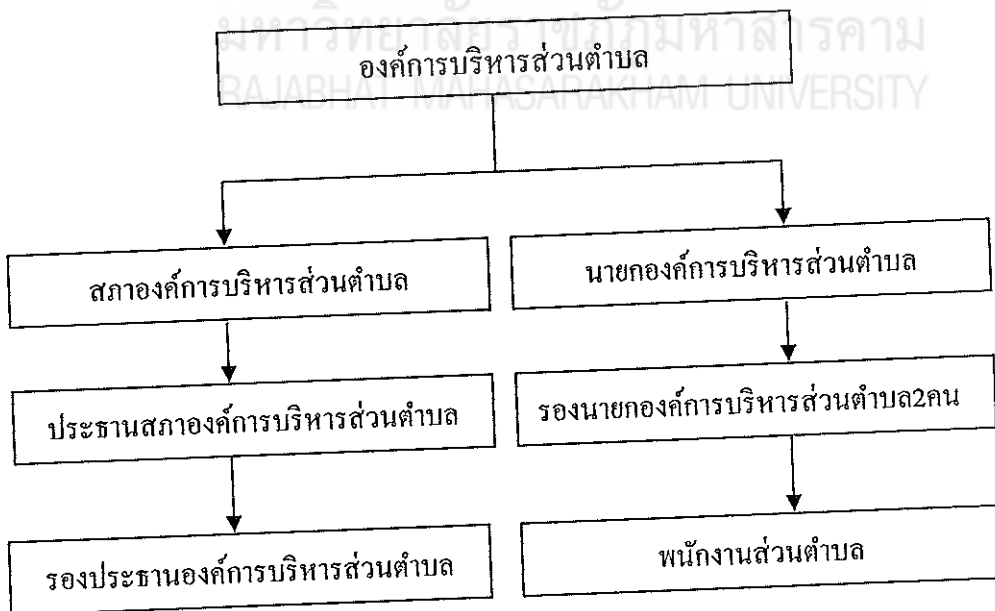 มหาวิทยาลัยราชภัฏมหาสารคาม
องค์การบริหารส่วนตำบล
RAJABHAT MAHASARAKHAM UNIVERSITY
สภาองค์การบริหารส่วนตำบล
นายกองค์การบริหารส่วนตำบล
ประธานสภาองค์การบริหารส่วนตำบล
รองนายกองค์การบริหารส่วนตำบล2คน
รองประธานองค์การบริหารส่วนตำบล
พนักงานส่วนตำบล